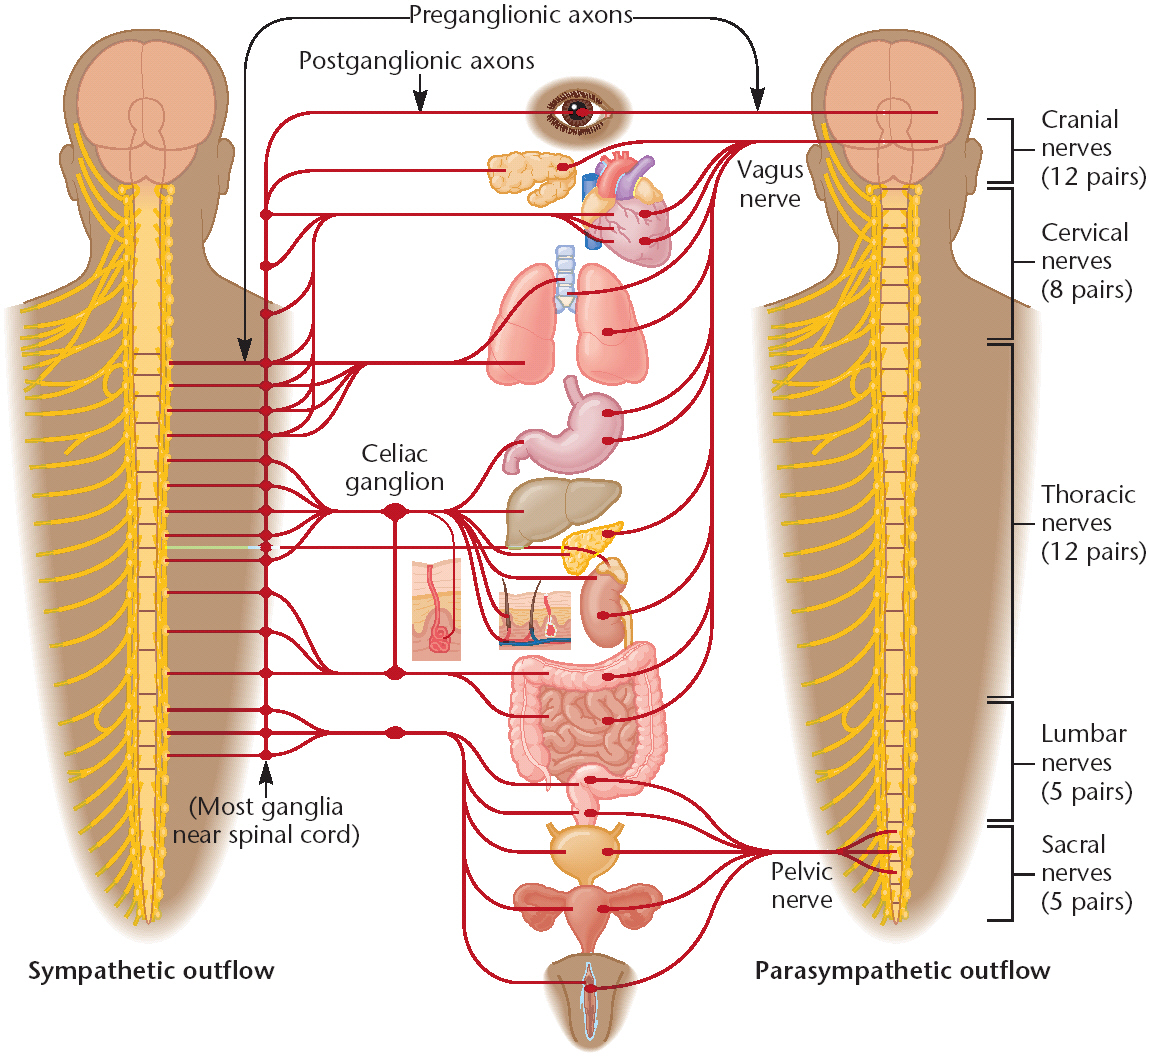 Preganglionic axons
Postganglionic axons
Vagus
nerve
Cranial
nerves
(12 pairs)
Cervical
nerves
(8 pairs)
Celiac
ganglion
Thoracic
nerves
(12 pairs)
Lumbar
nerves
(5 pairs)
(Most ganglia
near spinal cord)
Pelvic
nerve
Sacral
nerves
(5 pairs)
Sympathetic outflow
Parasympathetic outflow